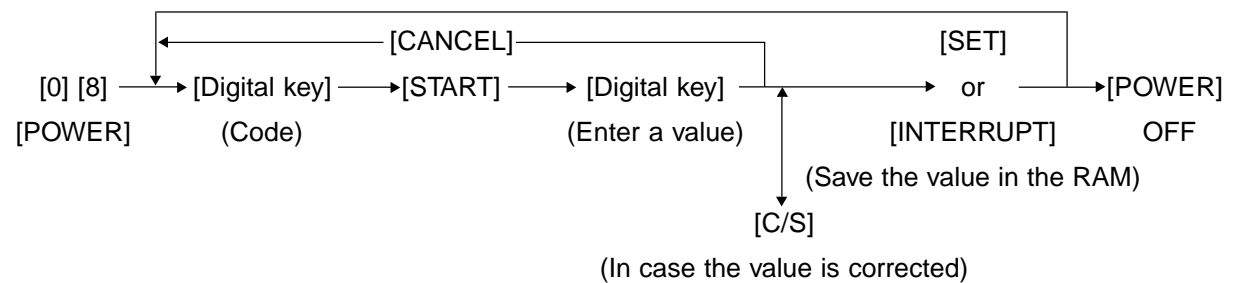 [CANCEL]
[SET]
[0] [8]
[Digital key]
[START]
[Digital key]
or
[POWER]
[POWER]
(Code)
(Enter a value)
[INTERRUPT]
OFF
(Save the value in the RAM)
[C/S]
(In case the value is corrected)